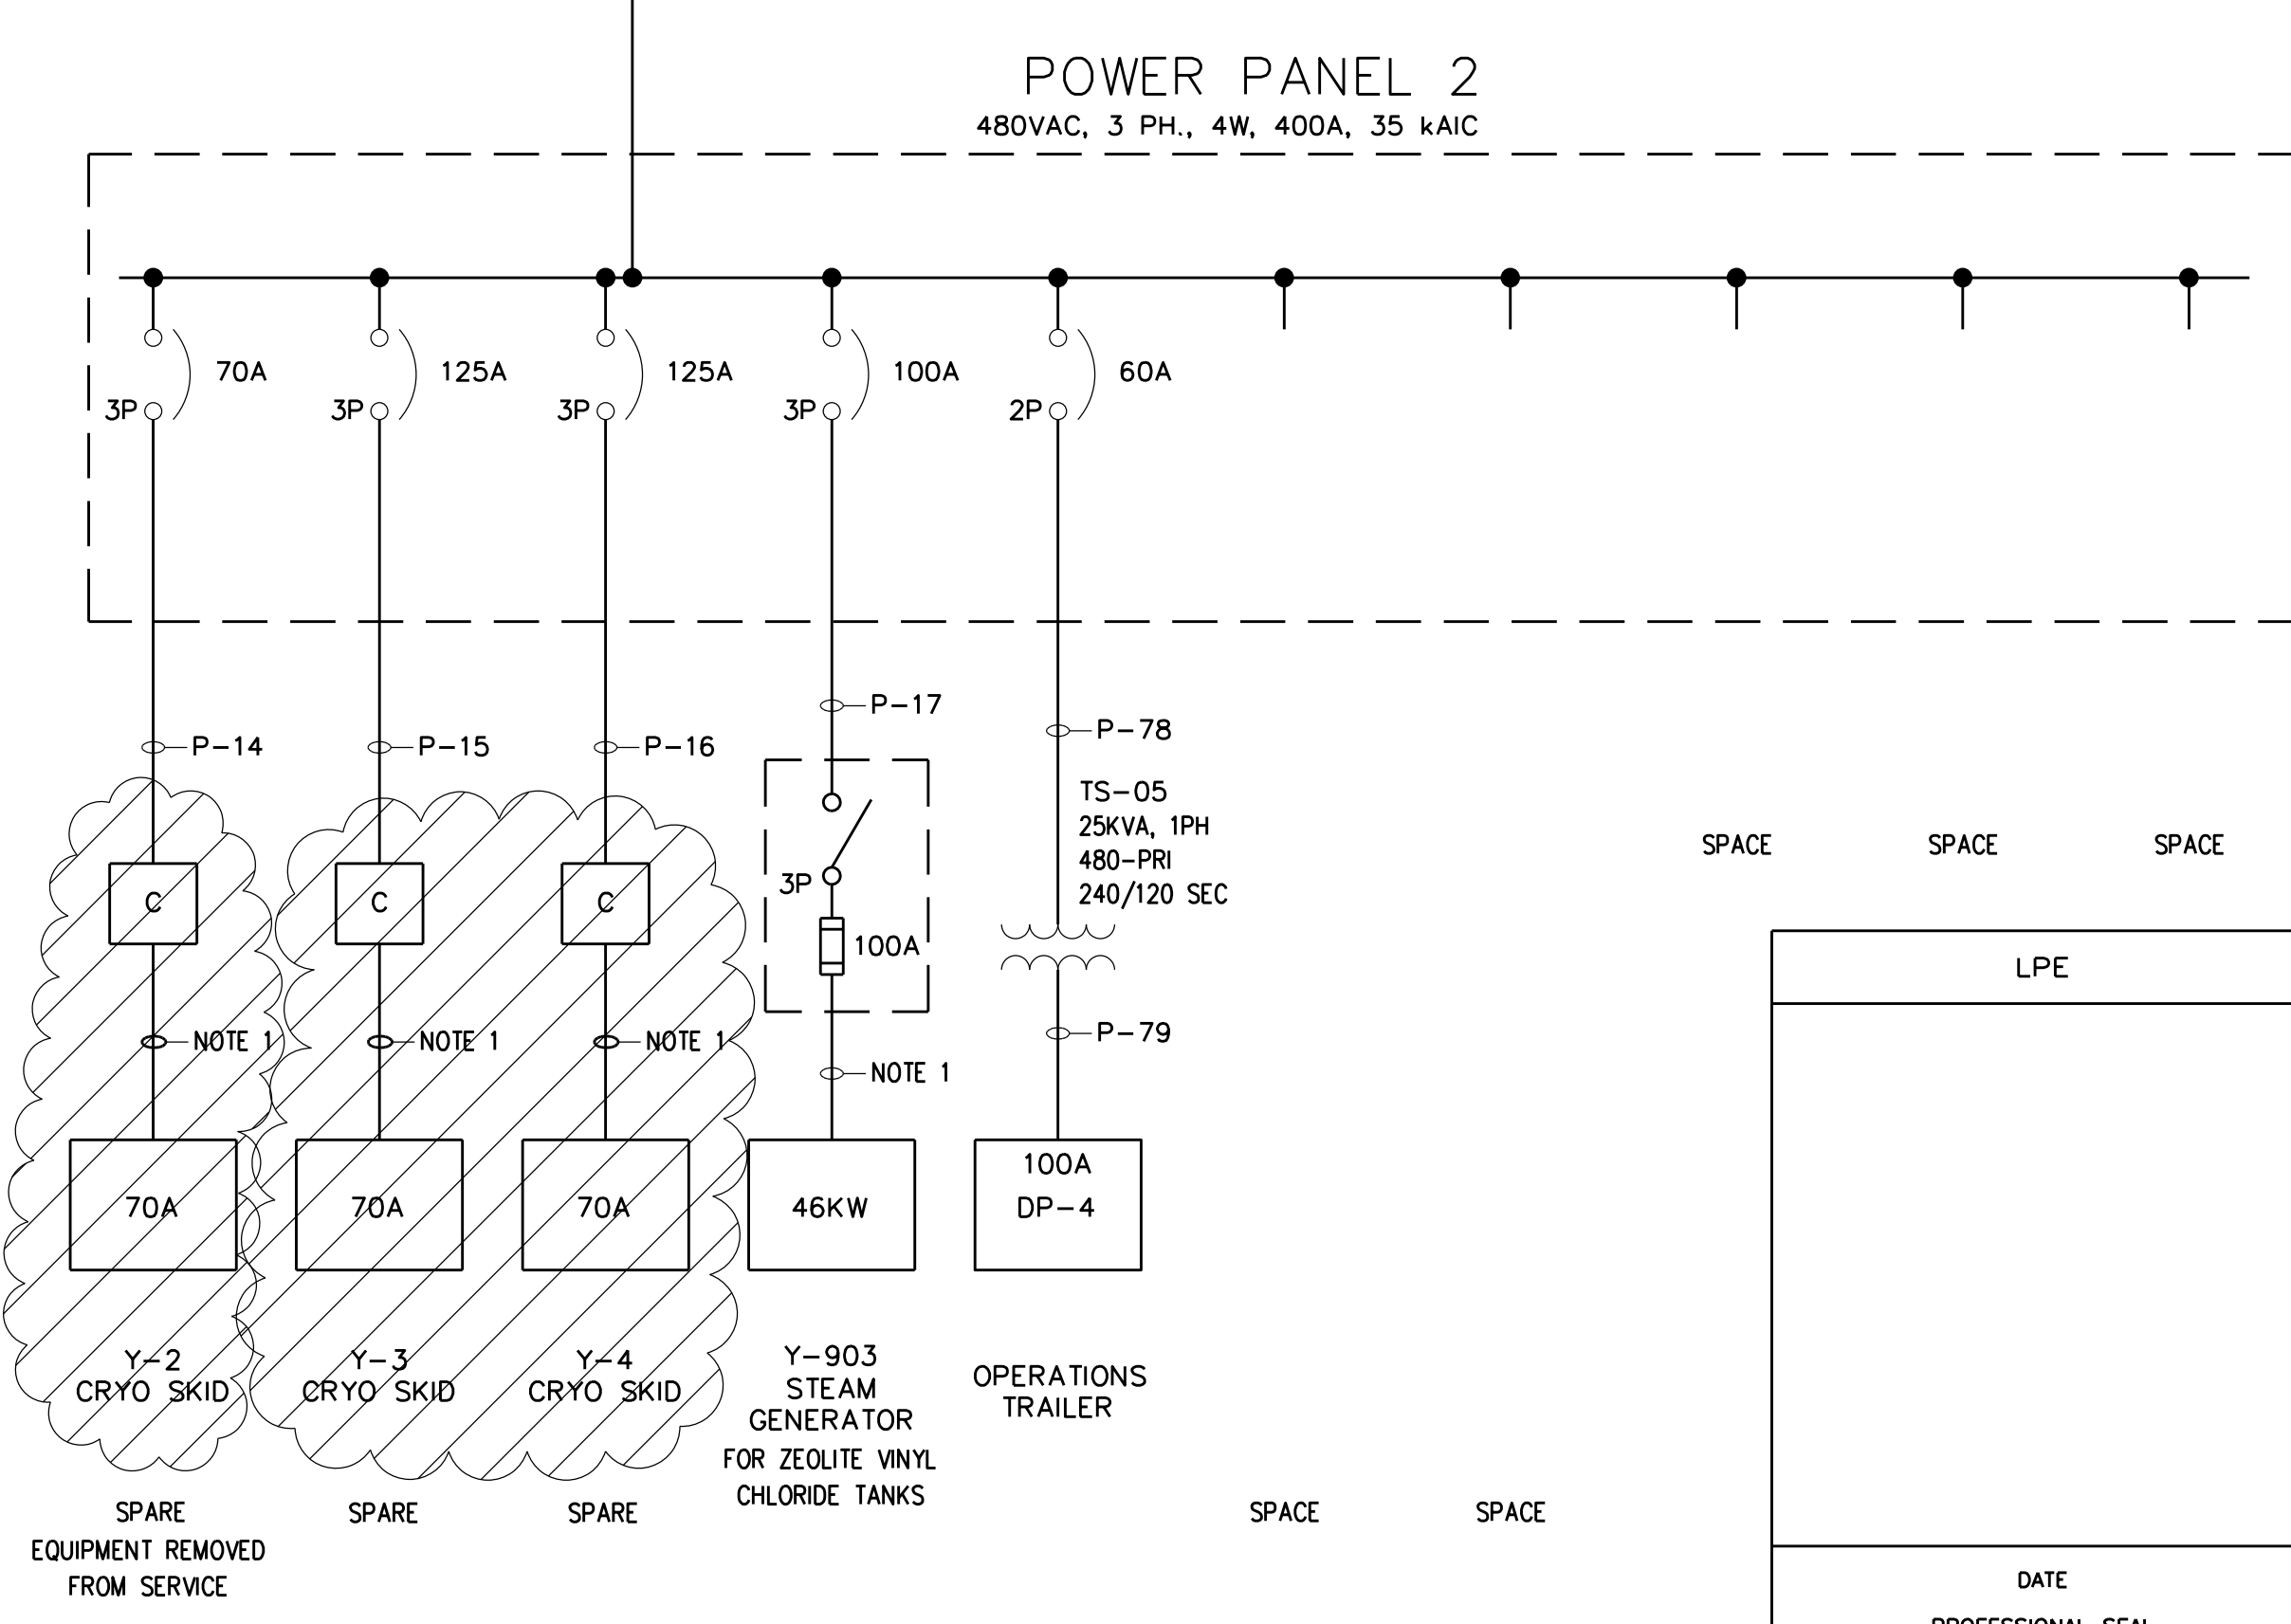 POWER PANEL 2
480VAC, 3 PH., 4W, 400A, 35 kAIC
70A
125A
125A
100A
60A
3P
3P
3P
3P
2P
P-17
P-78
P-14
P-15
P-16
TS-05
25KVA, 1PH
480-PRI
240/120 SEC
SPACE
SPACE
SPACE
3P
C
C
C
100A
LPE
P-79
NOTE 1
NOTE 1
NOTE 1
NOTE 1
100A
DP-4
70A
70A
70A
46KW
Y-2
CRYO SKID
Y-3
CRYO SKID
Y-4
CRYO SKID
Y-903
STEAM
GENERATOR
FOR ZEOLITE VINYL
CHLORIDE TANKS
OPERATIONS
TRAILER
SPARE
EQUIPMENT REMOVED
FROM SERVICE
SPARE
SPARE
SPACE
SPACE
DATE
PROFESSIONAL SEAL